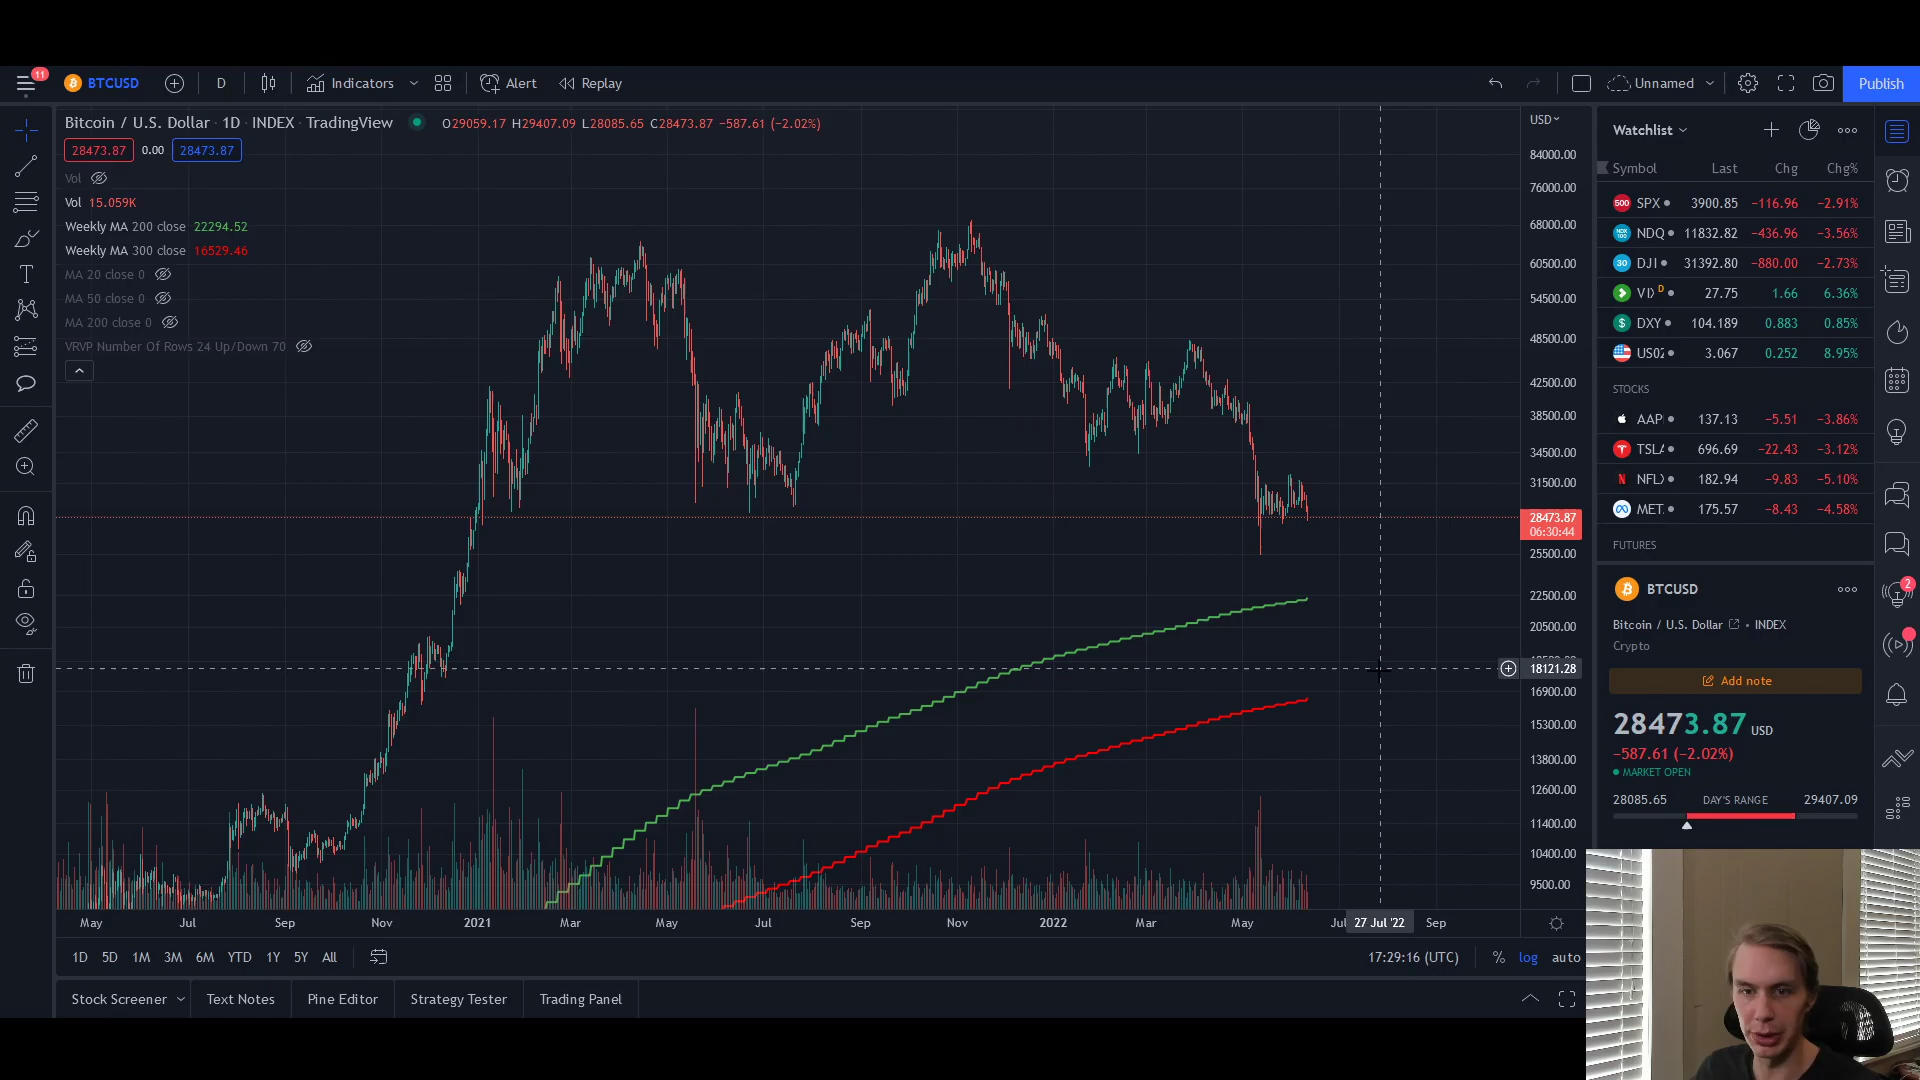 11
BTCUSD
D
Indicators
Alert
Replay
Unnamed
Publish
Bitcoin / U.S. Dollar · 1D · INDEX · TradingView
O29059.17 H29407.09 L28085.65 C28473.87 −587.61 (−2.02%)
28473.87 0.00 28473.87
Vol
Vol 15.059K
Weekly MA 200 close 22294.52
Weekly MA 300 close 16529.46
MA 20 close 0
MA 50 close 0
MA 200 close 0
VRVP Number Of Rows 24 Up/Down 70
USD
84000.00
76000.00
68000.00
60500.00
54500.00
48500.00
42500.00
38500.00
34500.00
31500.00
28473.87
06:30:44
25500.00
22500.00
20500.00
18121.28
16900.00
15300.00
13800.00
12600.00
11400.00
10400.00
9500.00
May Jul Sep Nov 2021 Mar May Jul Sep Nov 2022 Mar May Jul 27 Jul '22 Sep
1D 5D 1M 3M 6M YTD 1Y 5Y All
17:29:16 (UTC) % log auto
Stock Screener Text Notes Pine Editor Strategy Tester Trading Panel
Watchlist
Symbol Last Chg Chg%
500 SPX 3900.85 −116.96 −2.91%
NDQ 11832.82 −436.96 −3.56%
30 DJI 31392.80 −880.00 −2.73%
VIX D 27.75 1.66 6.36%
DXY 104.189 0.883 0.85%
US02 3.067 0.252 8.95%
STOCKS
AAPL 137.13 −5.51 −3.86%
TSLA 696.69 −22.43 −3.12%
NFLX 182.94 −9.83 −5.10%
MET 175.57 −8.43 −4.58%
FUTURES
BTCUSD
Bitcoin / U.S. Dollar • INDEX
Crypto
Add note
28473.87 USD
−587.61 (−2.02%)
MARKET OPEN
28085.65 DAY'S RANGE 29407.09
2